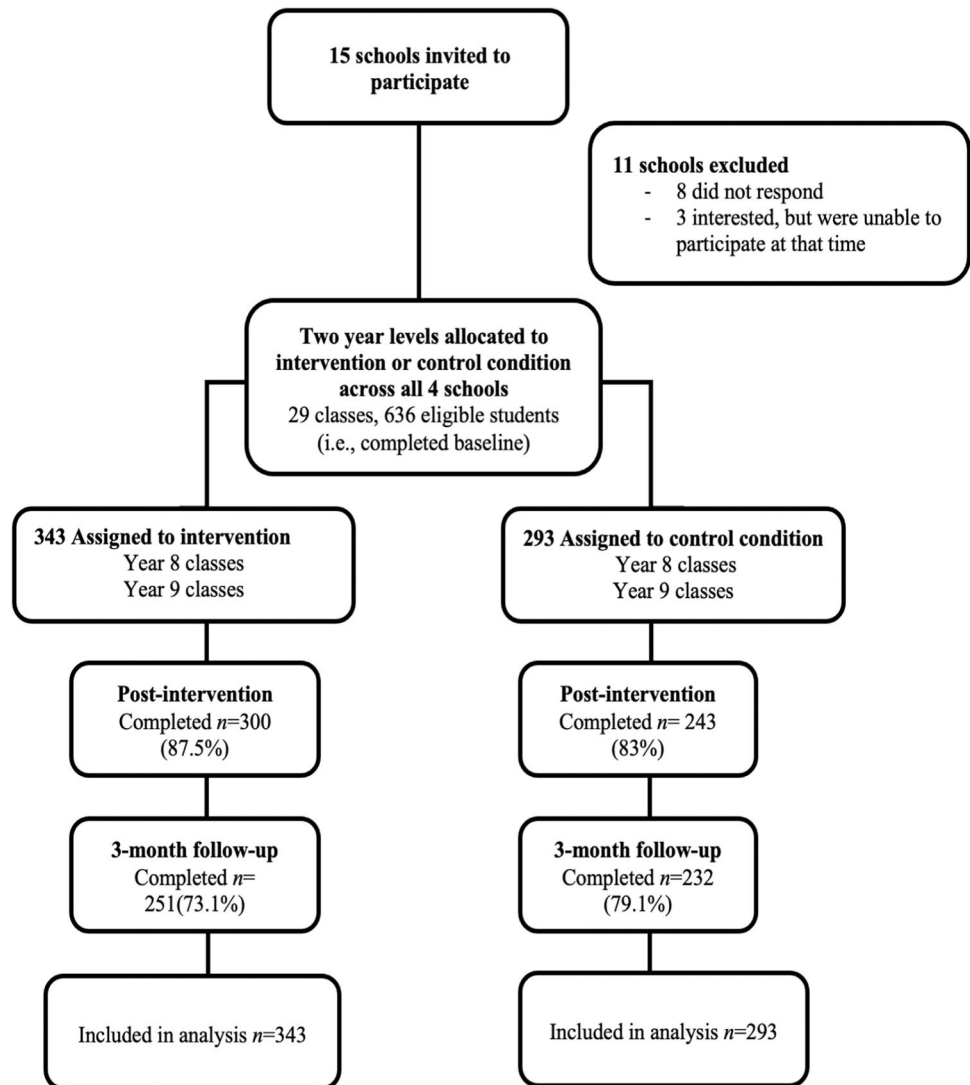 15 schools invited to
participate
11 schools excluded
- 8 did not respond
- 3 interested, but were unable to
participate at that time
Two year levels allocated to
intervention or control condition
across all 4 schools
29 classes, 636 eligible students
(i.e., completed baseline)
343 Assigned to intervention
Year 8 classes
Year 9 classes
293 Assigned to control condition
Year 8 classes
Year 9 classes
Post-intervention
Completed n=300
(87.5%)
Post-intervention
Completed n= 243
(83%)
3-month follow-up
Completed n=
251(73.1%)
3-month follow-up
Completed n=232
(79.1%)
Included in analysis n=343
Included in analysis n=293